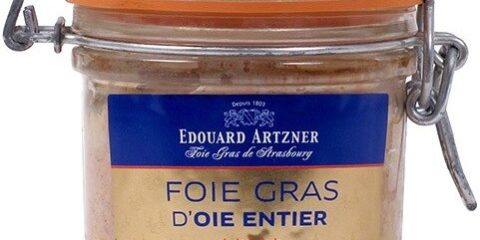 Depuis 1803
EDOUARD ARTZNER
Foie Gras de Strasbourg
FOIE GRAS
D'OIE ENTIER